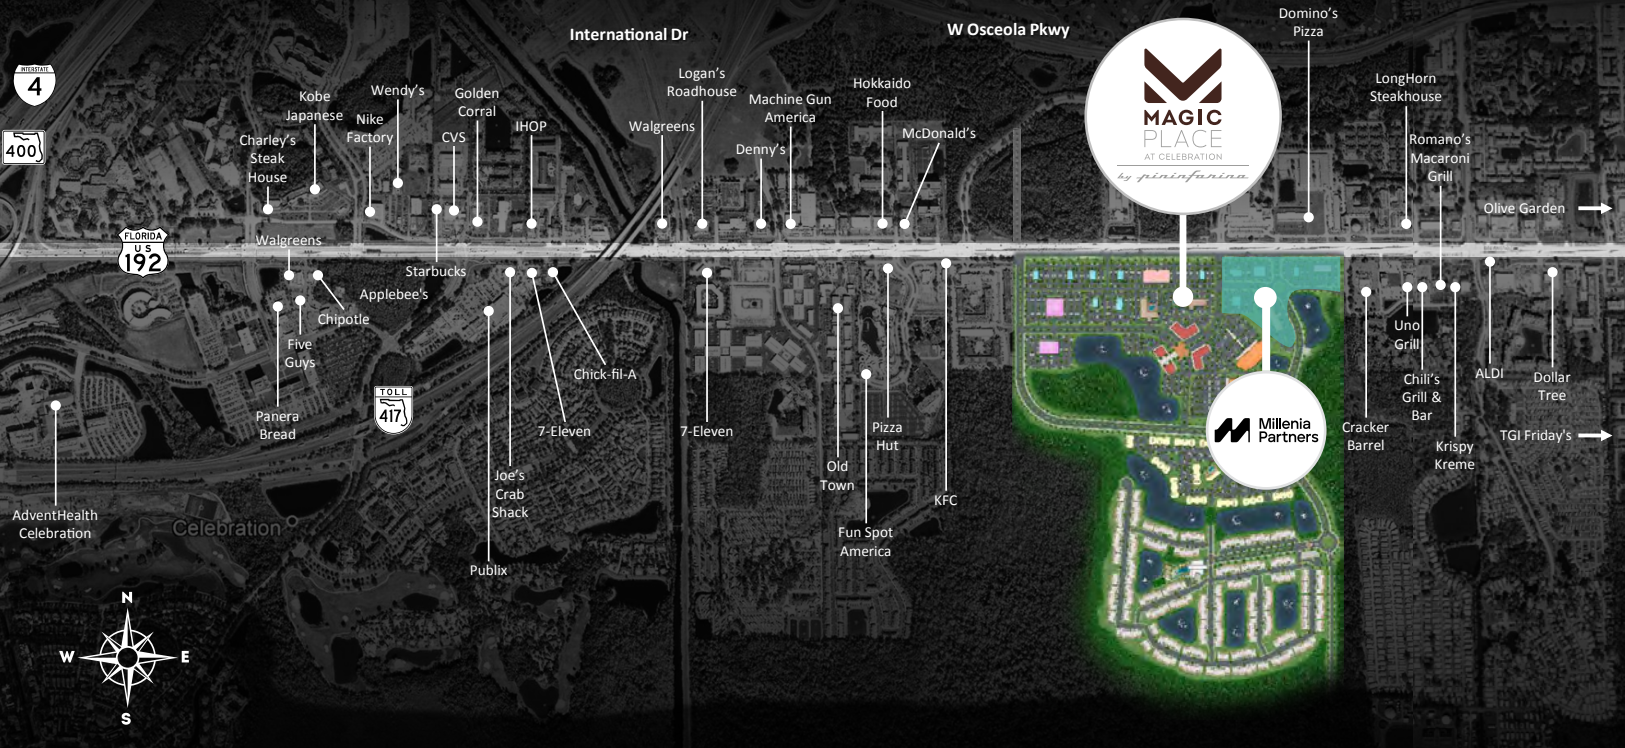 International Dr
W Osceola Pkwy
Domino's
Pizza
INTERSTATE
4
400
Kobe
Japanese
Wendy's
Nike
Factory
Golden
Corral
Charley's
Steak
House
CVS
IHOP
Walgreens
Logan's
Roadhouse
Machine Gun
America
Denny's
Hokkaido
Food
McDonald's
MAGIC
PLACE
AT CELEBRATION
by pininfarina
LongHorn
Steakhouse
Romano's
Macaroni
Grill
Olive Garden
FLORIDA
US
192
Walgreens
Starbucks
Applebee's
Chipotle
Five
Guys
Panera
Bread
TOLL
417
Chick-fil-A
7-Eleven
Joe's
Crab
Shack
Publix
7-Eleven
Old
Town
Pizza
Hut
Fun Spot
America
KFC
Millenia
Partners
Cracker
Barrel
Uno
Grill
Chili's
Grill &
Bar
Krispy
Kreme
ALDI
Dollar
Tree
TGI Friday's
AdventHealth
Celebration
Celebration
N
W
E
S